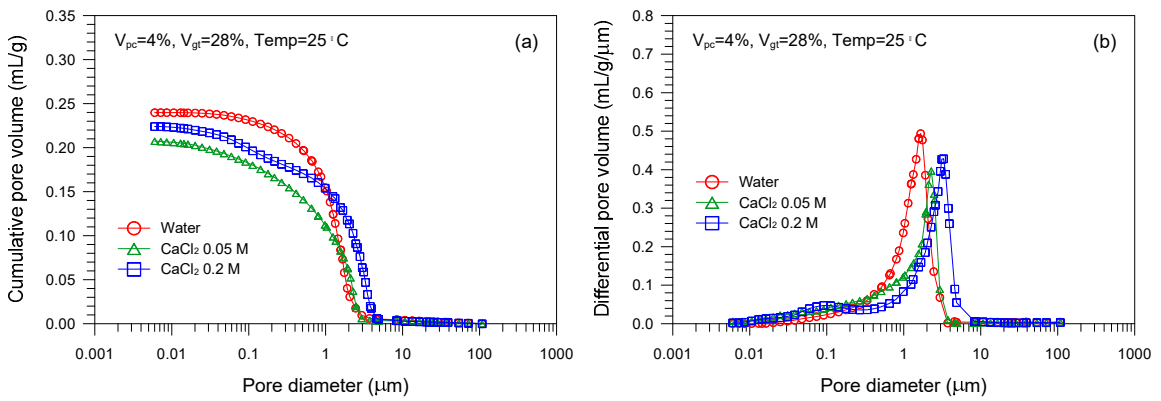 V_pc=4%, V_gt=28%, Temp=25 °C
(a)
Cumulative pore volume (mL/g)
0.35
0.30
0.25
0.20
0.15
0.10
0.05
0.00
Water
CaCl₂ 0.05 M
CaCl₂ 0.2 M
0.001 0.01 0.1 1 10 100 1000
Pore diameter (μm)
V_pc=4%, V_gt=28%, Temp=25 °C
(b)
Differential pore volume (mL/g/μm)
0.8
0.7
0.6
0.5
0.4
0.3
0.2
0.1
0.0
Water
CaCl₂ 0.05 M
CaCl₂ 0.2 M
0.001 0.01 0.1 1 10 100 1000
Pore diameter (μm)